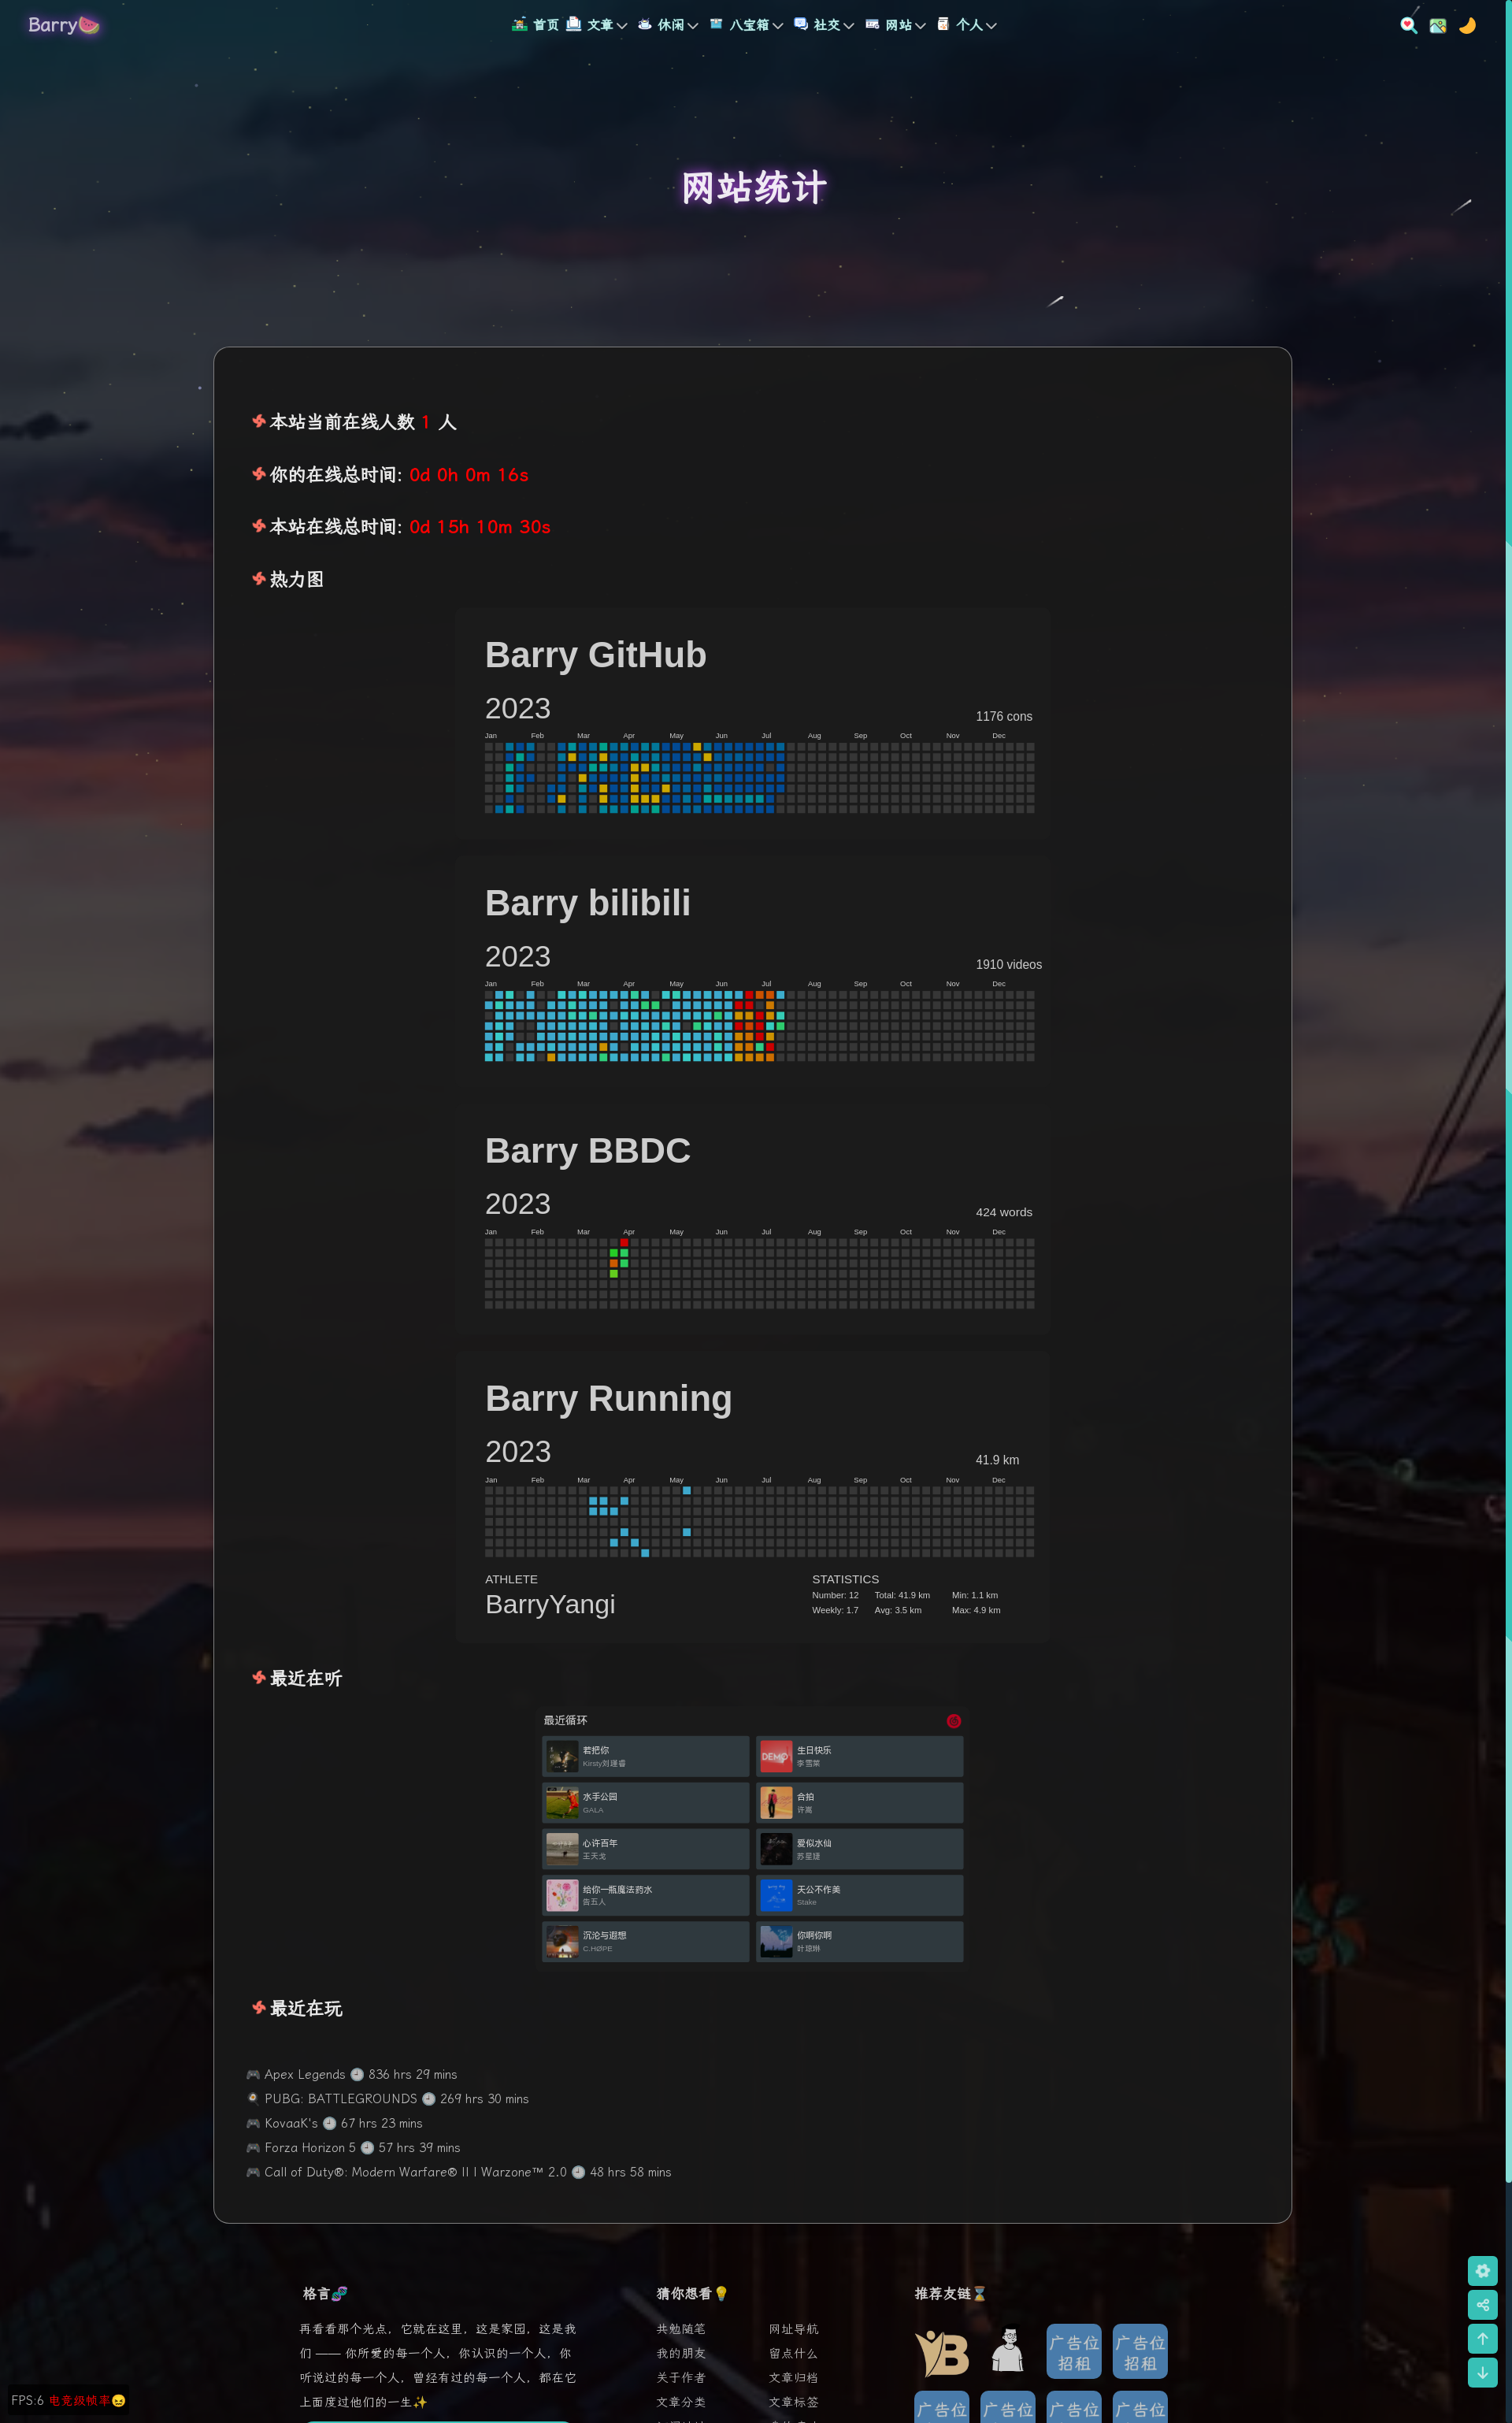 Barry
首页 文章 休闲 八宝箱 社交 网站 个人
网站统计
本站当前在线人数 1 人
你的在线总时间: 0d 0h 0m 16s
本站在线总时间: 0d 15h 10m 30s
热力图
Barry GitHub
2023
1176 cons
Jan Feb Mar Apr May Jun Jul Aug Sep Oct Nov Dec
Barry bilibili
2023
1910 videos
Jan Feb Mar Apr May Jun Jul Aug Sep Oct Nov Dec
Barry BBDC
2023
424 words
Jan Feb Mar Apr May Jun Jul Aug Sep Oct Nov Dec
Barry Running
2023
41.9 km
Jan Feb Mar Apr May Jun Jul Aug Sep Oct Nov Dec
ATHLETE
BarryYangi
STATISTICS
Number: 12 Total: 41.9 km Min: 1.1 km
Weekly: 1.7 Avg: 3.5 km Max: 4.9 km
最近在听
最近循环
若把你
Kirsty刘瑾睿
DEMO
生日快乐
李雪莱
水手公园
GALA
合拍
许嵩
心许百年
王天戈
爱似水仙
苏星婕
给你一瓶魔法药水
告五人
天公不作美
Stake
沉沦与遐想
C.HØPE
你啊你啊
叶琼琳
最近在玩
🎮 Apex Legends 🕘 836 hrs 29 mins
🍳 PUBG: BATTLEGROUNDS 🕘 269 hrs 30 mins
🎮 KovaaK's 🕘 67 hrs 23 mins
🎮 Forza Horizon 5 🕘 57 hrs 39 mins
🎮 Call of Duty®: Modern Warfare® II | Warzone™ 2.0 🕘 48 hrs 58 mins
格言🧬
再看看那个光点，它就在这里，这是家园，这是我
们 —— 你所爱的每一个人，你认识的一个人，你
听说过的每一个人，曾经有过的每一个人，都在它
上面度过他们的一生✨
猜你想看💡
共勉随笔 网址导航
我的朋友 留点什么
关于作者 文章归档
文章分类 文章标签
推荐友链⌛
广告位
招租
广告位
招租
广告位 广告位 广告位 广告位
FPS:6 电竞级帧率😖